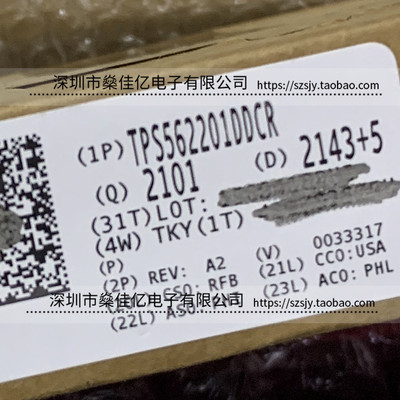 深圳市燊佳亿电子有限公司 https://szsjy.taobao.com
(1P) TPS562201DDCR
(Q) 2101 (D) 2143+5
(31T)LOT:
(4W) TKY(1T)
(P) (V) 0033317
(2P) REV: A2 (21L) CCO:USA
CSO: RFB (23L) ACO: PHL
深圳市燊佳亿电子有限公司 https://szsjy.taobao.com
(22L)